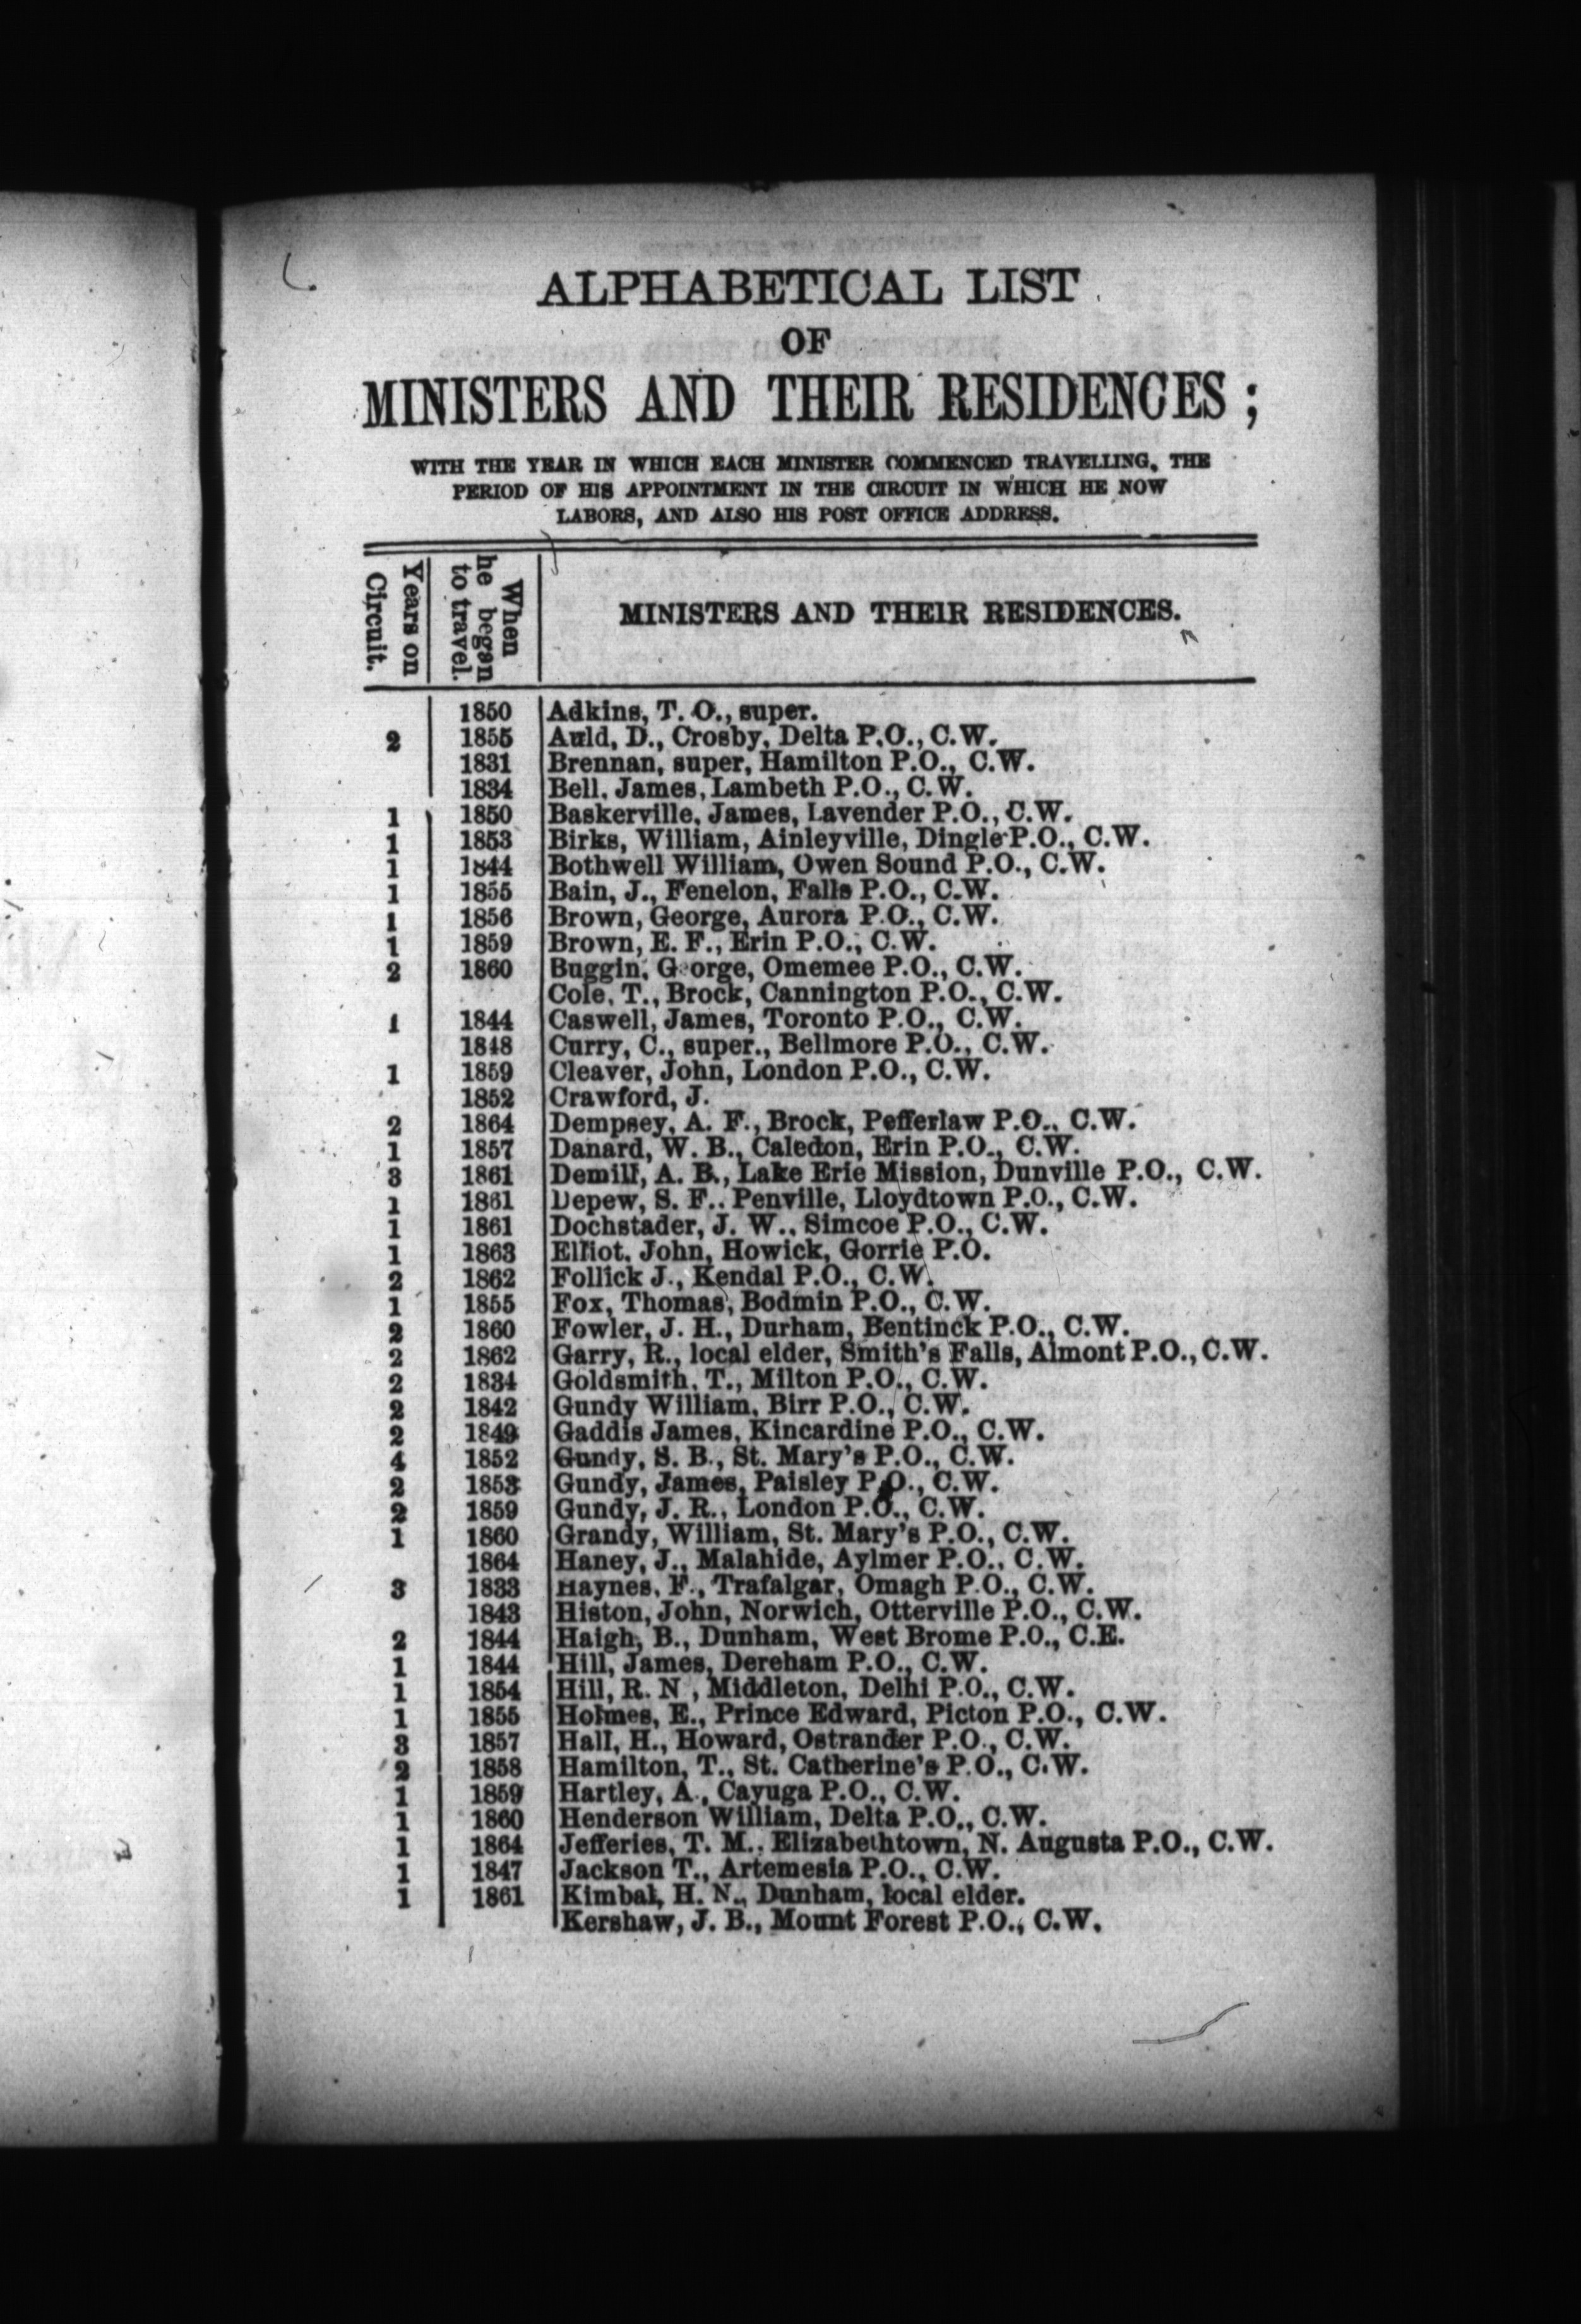 ALPHABETICAL LIST
OF
MINISTERS AND THEIR RESIDENCES;
WITH THE YEAR IN WHICH EACH MINISTER COMMENCED TRAVELLING, THE
PERIOD OF HIS APPOINTMENT IN THE CIRCUIT IN WHICH HE NOW
LABORS, AND ALSO HIS POST OFFICE ADDRESS.
Years on Circuit. When he began to travel. MINISTERS AND THEIR RESIDENCES.
1850 Adkins, T. O., super.
2 1855 Auld, D., Crosby, Delta P.O., C.W.
1831 Brennan, super, Hamilton P.O., C.W.
1834 Bell, James, Lambeth P.O., C.W.
1 1850 Baskerville, James, Lavender P.O., C.W.
1 1853 Birks, William, Ainleyville, Dingle P.O., C.W.
1 1844 Bothwell William, Owen Sound P.O., C.W.
1 1855 Bain, J., Fenelon, Falls P.O., C.W.
1 1856 Brown, George, Aurora P.O., C.W.
1 1859 Brown, E. F., Erin P.O., C.W.
2 1860 Buggin, George, Omemee P.O., C.W.
Cole, T., Brock, Cannington P.O., C.W.
1 1844 Caswell, James, Toronto P.O., C.W.
1848 Curry, C., super., Bellmore P.O., C.W.
1 1859 Cleaver, John, London P.O., C.W.
1852 Crawford, J.
2 1864 Dempsey, A. F., Brock, Pefferlaw P.O., C.W.
1 1857 Danard, W. B., Caledon, Erin P.O., C.W.
3 1861 Demill, A. B., Lake Erie Mission, Dunville P.O., C.W.
1 1861 Depew, S. F., Penville, Lloydtown P.O., C.W.
1 1861 Dochstader, J. W., Simcoe P.O., C.W.
1 1863 Elliot, John, Howick, Gorrie P.O.
2 1862 Follick J., Kendal P.O., C.W.
1 1855 Fox, Thomas, Bodmin P.O., C.W.
2 1860 Fowler, J. H., Durham, Bentinck P.O., C.W.
2 1862 Garry, R., local elder, Smith's Falls, Almont P.O., C.W.
2 1834 Goldsmith, T., Milton P.O., C.W.
2 1842 Gundy William, Birr P.O., C.W.
2 1849 Gaddis James, Kincardine P.O., C.W.
4 1852 Gundy, S. B., St. Mary's P.O., C.W.
2 1853 Gundy, James, Paisley P.O., C.W.
2 1859 Gundy, J. R., London P.O., C.W.
1 1860 Grandy, William, St. Mary's P.O., C.W.
1864 Haney, J., Malahide, Aylmer P.O., C.W.
3 1833 Haynes, F., Trafalgar, Omagh P.O., C.W.
1843 Histon, John, Norwich, Otterville P.O., C.W.
2 1844 Haigh, B., Dunham, West Brome P.O., C.E.
1 1844 Hill, James, Dereham P.O., C.W.
1 1854 Hill, R. N., Middleton, Delhi P.O., C.W.
1 1855 Holmes, E., Prince Edward, Picton P.O., C.W.
3 1857 Hall, H., Howard, Ostrander P.O., C.W.
2 1858 Hamilton, T., St. Catherine's P.O., C.W.
1 1859 Hartley, A., Cayuga P.O., C.W.
1 1860 Henderson William, Delta P.O., C.W.
1 1864 Jefferies, T. M., Elizabethtown, N. Augusta P.O., C.W.
1 1847 Jackson T., Artemesia P.O., C.W.
1 1861 Kimbal, H. N., Dunham, local elder.
Kershaw, J. B., Mount Forest P.O., C.W.